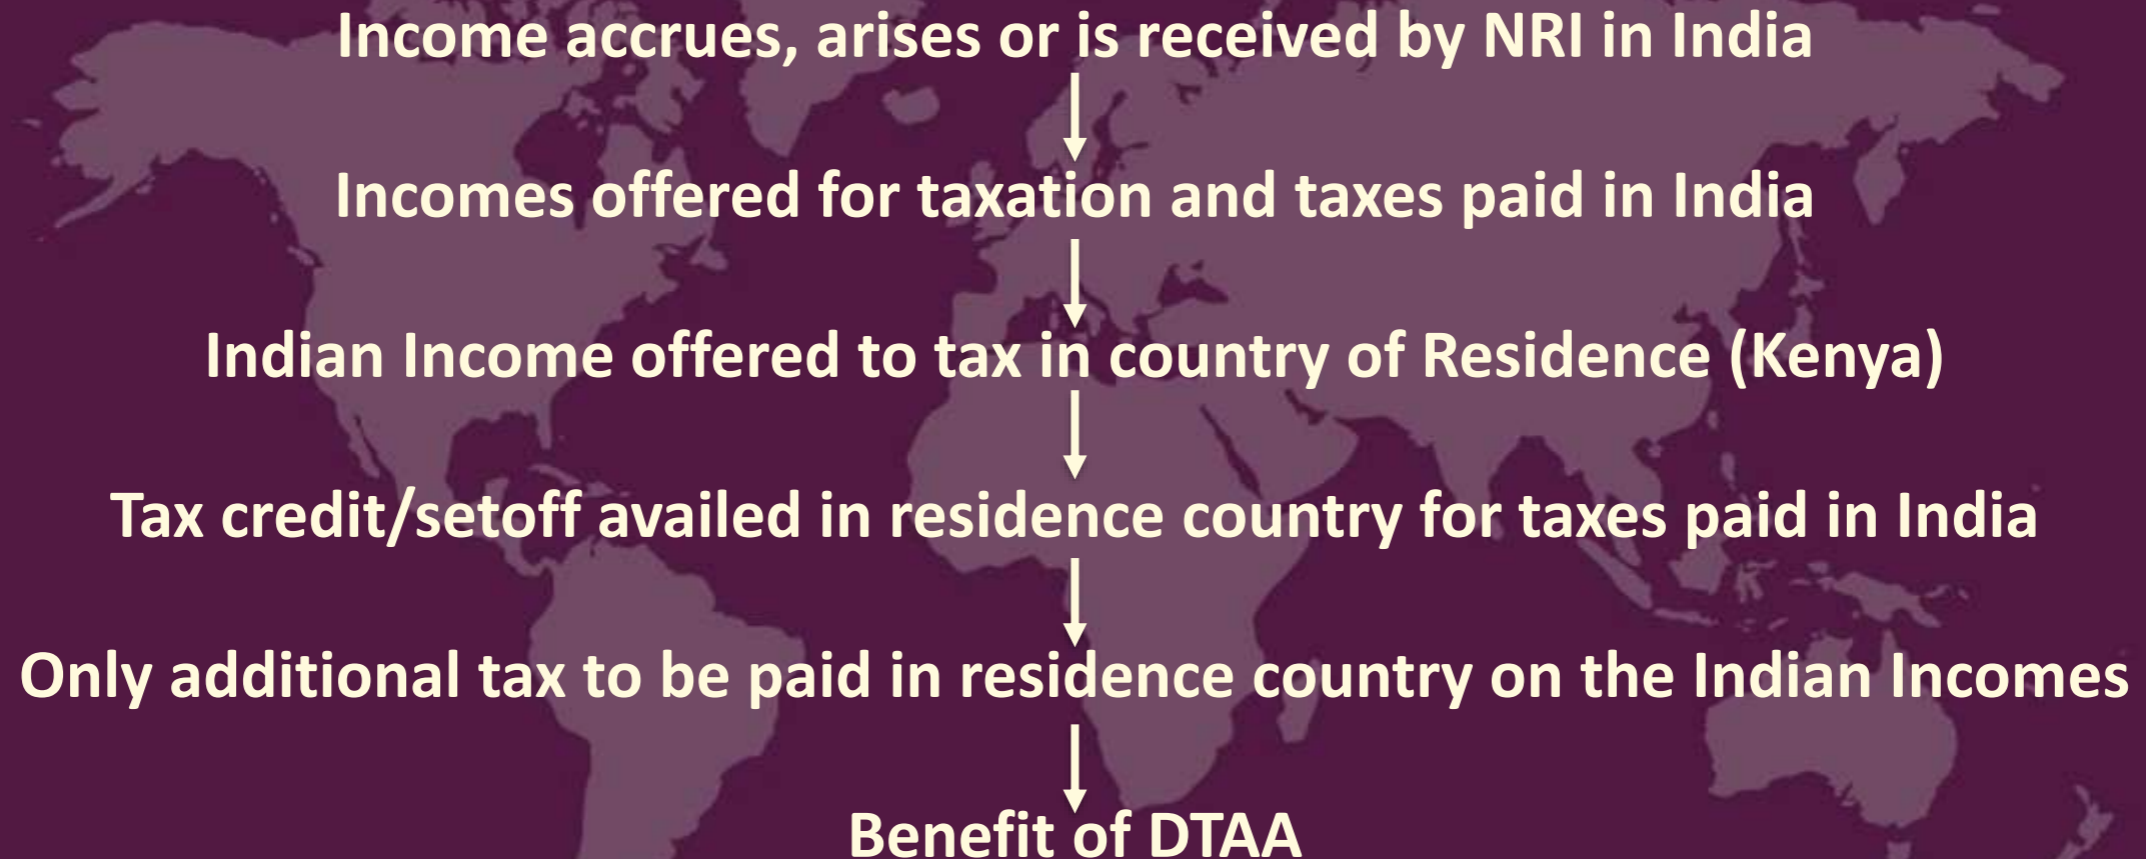 Income accrues, arises or is received by NRI in India
Incomes offered for taxation and taxes paid in India
Indian Income offered to tax in country of Residence (Kenya)
Tax credit/setoff availed in residence country for taxes paid in India
Only additional tax to be paid in residence country on the Indian Incomes
Benefit of DTAA